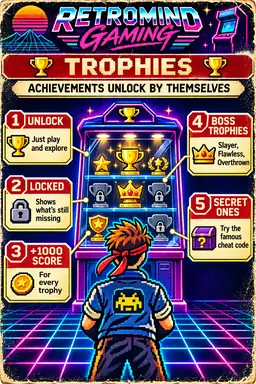 RETROMIND
GAMING
TROPHIES
ACHIEVEMENTS UNLOCK BY THEMSELVES
1 UNLOCK
Just play
and explore
2 LOCKED
Shows
what's still
missing
3 +1000
SCORE
For
every
trophy
4 BOSS
TROPHIES
Slayer,
Flawless,
Overthrown
5 SECRET
ONES
Try the
famous
cheat code